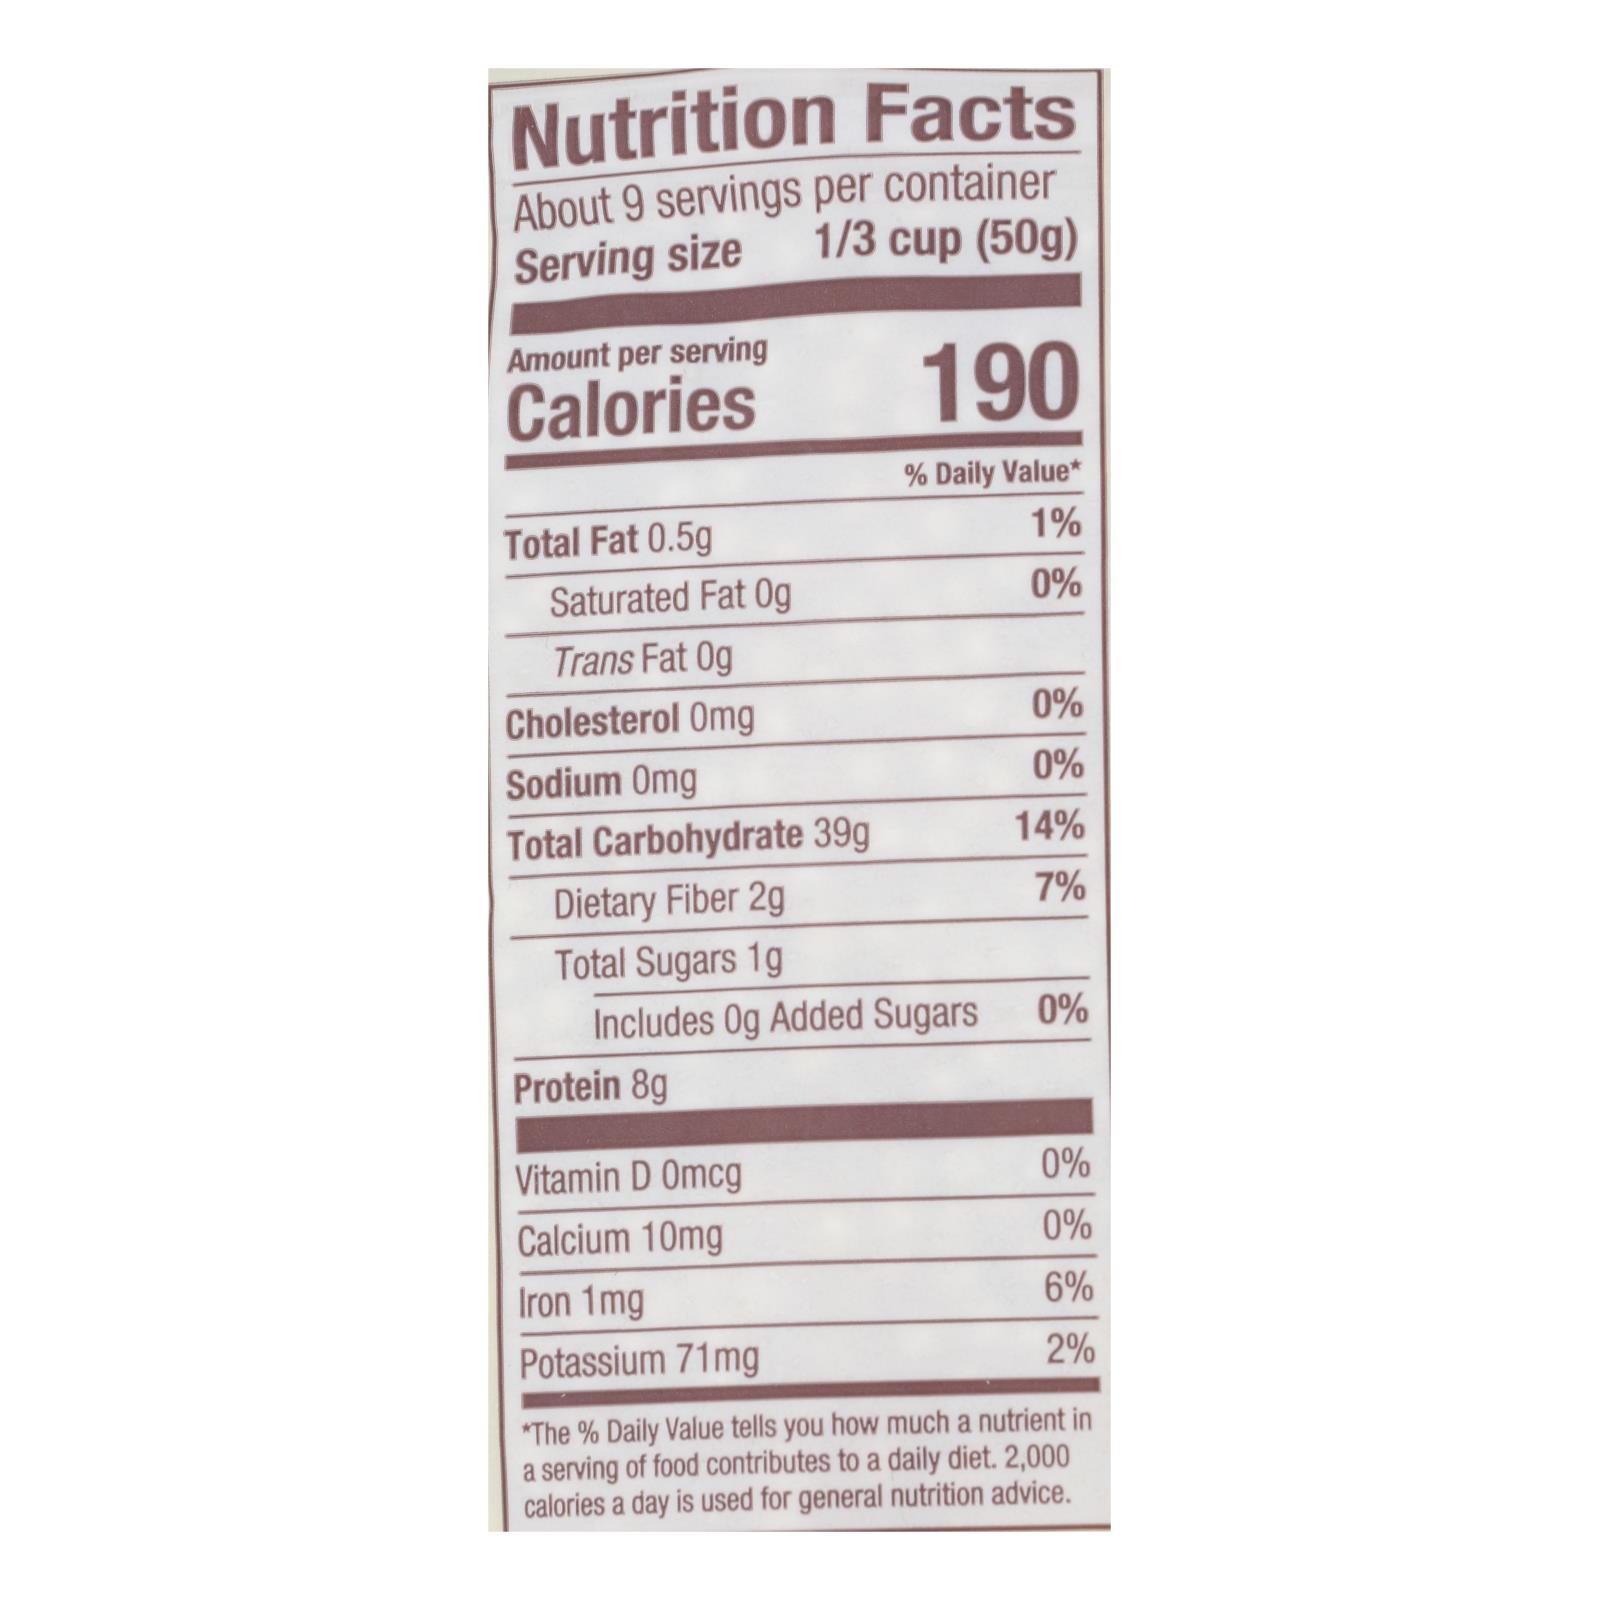 Nutrition Facts
About 9 servings per container
Serving size 1/3 cup (50g)
Amount per serving
Calories 190
% Daily Value*
Total Fat 0.5g 1%
Saturated Fat 0g 0%
Trans Fat 0g
Cholesterol 0mg 0%
Sodium 0mg 0%
Total Carbohydrate 39g 14%
Dietary Fiber 2g 7%
Total Sugars 1g
Includes 0g Added Sugars 0%
Protein 8g
Vitamin D 0mcg 0%
Calcium 10mg 0%
Iron 1mg 6%
Potassium 71mg 2%
*The % Daily Value tells you how much a nutrient in
a serving of food contributes to a daily diet. 2,000
calories a day is used for general nutrition advice.